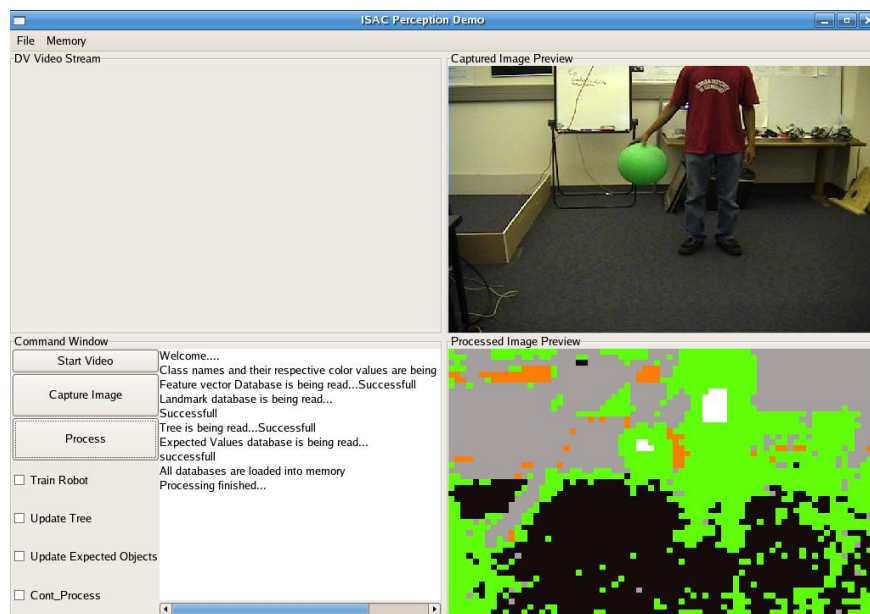 ISAC Perception Demo
File Memory
DV Video Stream
Captured Image Preview
Command Window
Start Video
Capture Image
Process
Train Robot
Update Tree
Update Expected Objects
Cont_Process
Welcome....
Class names and their respective color values are being
Feature vector Database is being read...Successfull
Landmark database is being read...
Successfull
Tree is being read...Successfull
Expected Values database is being read...
successfull
All databases are loaded into memory
Processing finished...
Processed Image Preview